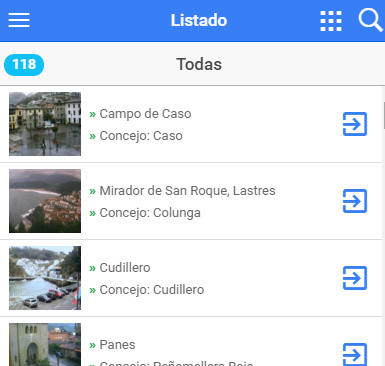 Listado
118
Todas
» Campo de Caso
» Concejo: Caso
» Mirador de San Roque, Lastres
» Concejo: Colunga
» Cudillero
» Concejo: Cudillero
» Panes
» Concejo: Peñamellera Baja